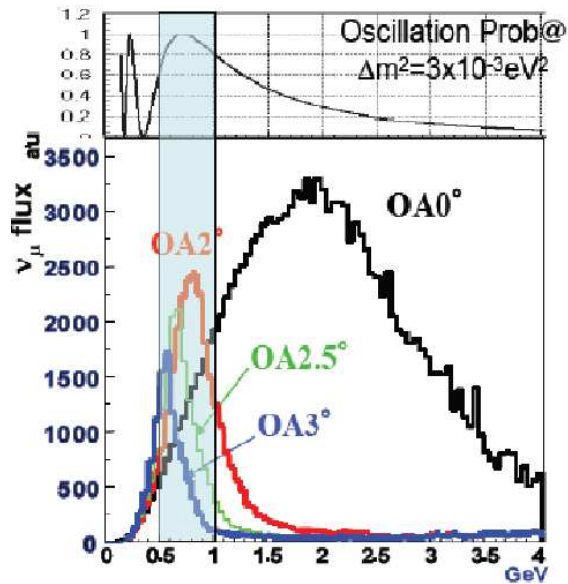 1.2
1
0.8
0.6
0.4
0.2
0
Oscillation Prob@
Δm²=3x10⁻³eV²
ν_μ flux
3500
3000
2500
2000
1500
1000
500
0
OA0°
OA2°
OA2.5°
OA3°
0 0.5 1 1.5 2 2.5 3 3.5 4
GeV